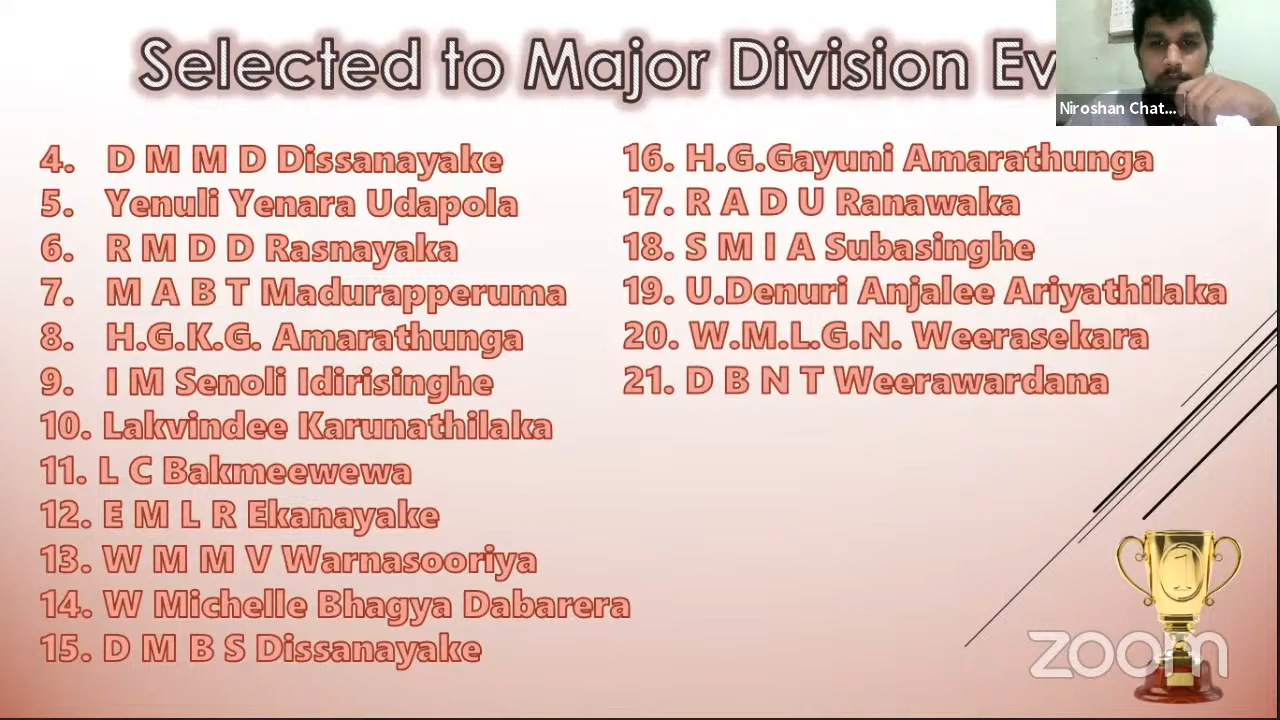 Selected to Major Division Ev
Niroshan Chat...
4. D M M D Dissanayake
5. Yenuli Yenara Udapola
6. R M D D Rasnayaka
7. M A B T Madurapperuma
8. H.G.K.G. Amarathunga
9. I M Senoli Idirisinghe
10. Lakvindee Karunathilaka
11. L C Bakmeewewa
12. E M L R Ekanayake
13. W M M V Warnasooriya
14. W Michelle Bhagya Dabarera
15. D M B S Dissanayake
16. H.G.Gayuni Amarathunga
17. R A D U Ranawaka
18. S M I A Subasinghe
19. U.Denuri Anjalee Ariyathilaka
20. W.M.L.G.N. Weerasekara
21. D B N T Weerawardana
1
zoom